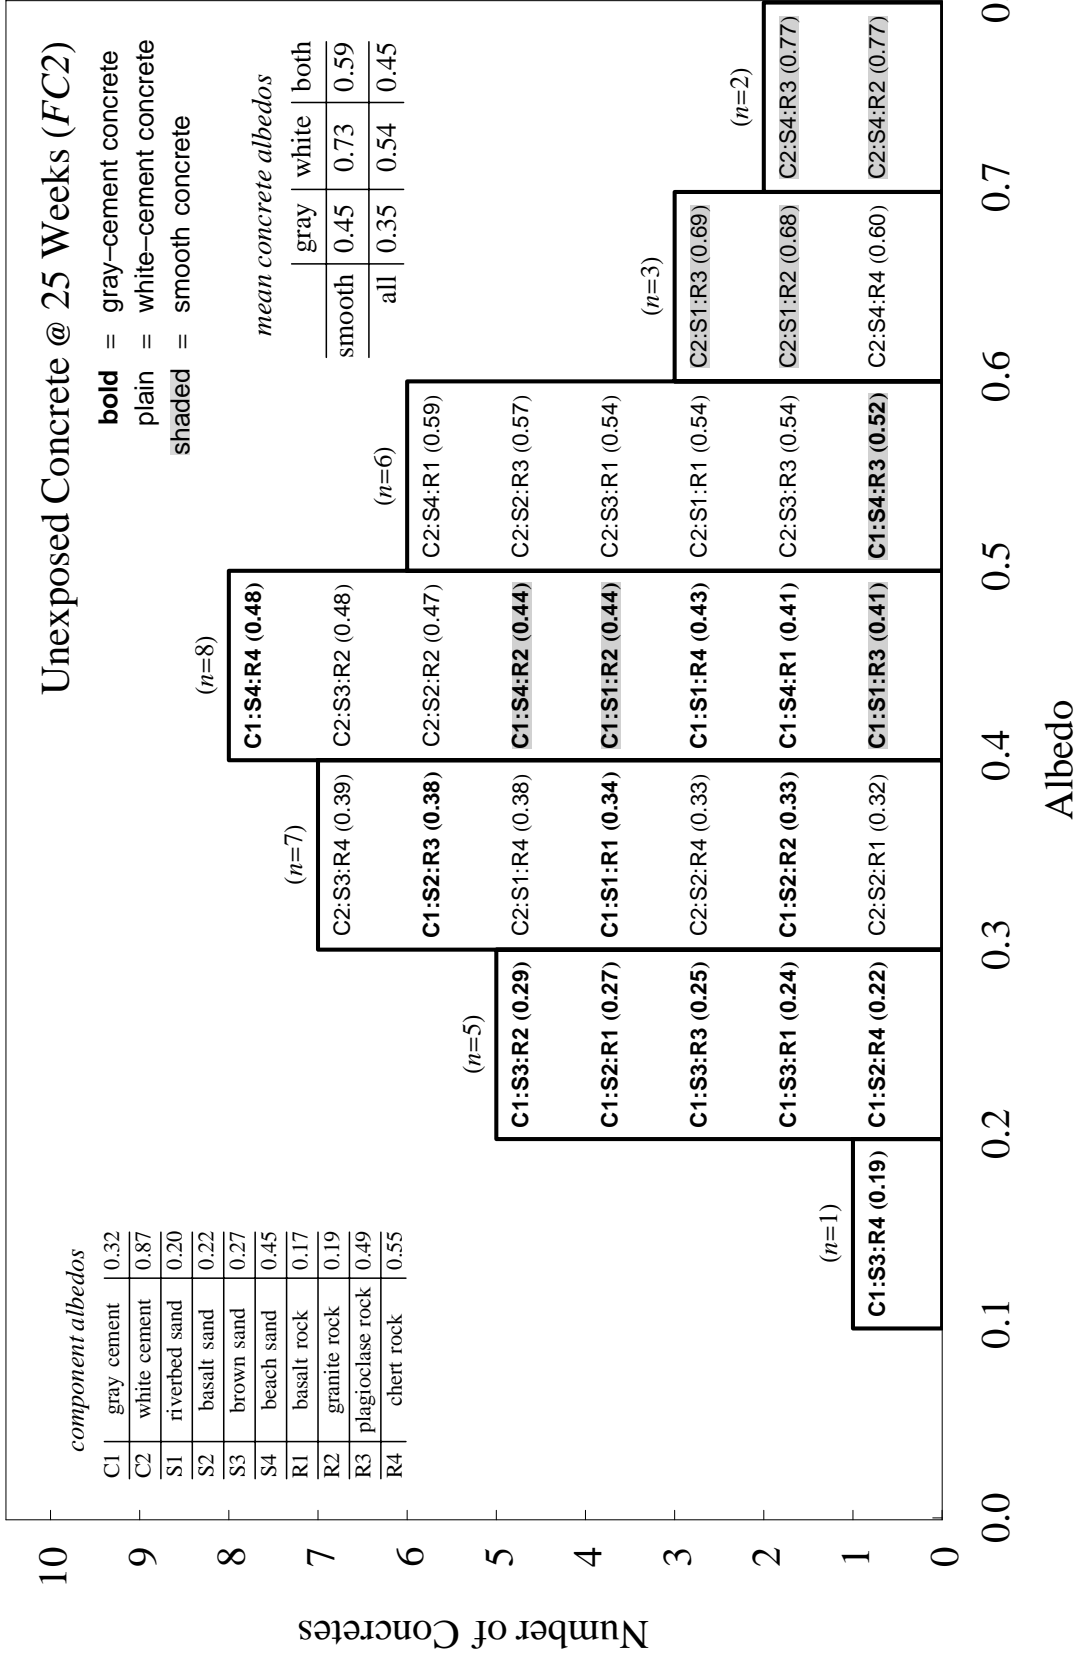 Unexposed Concrete @ 25 Weeks (FC2)
bold = gray–cement concrete
plain = white–cement concrete
shaded = smooth concrete
component albedos
C1 gray cement 0.32
C2 white cement 0.87
S1 riverbed sand 0.20
S2 basalt sand 0.22
S3 brown sand 0.27
S4 beach sand 0.45
R1 basalt rock 0.17
R2 granite rock 0.19
R3 plagioclase rock 0.49
R4 chert rock 0.55
mean concrete albedos
gray white both
smooth 0.45 0.73 0.59
all 0.35 0.54 0.45
(n=1)
C1:S3:R4 (0.19)
(n=5)
C1:S3:R2 (0.29)
C1:S2:R1 (0.27)
C1:S3:R3 (0.25)
C1:S3:R1 (0.24)
C1:S2:R4 (0.22)
(n=7)
C2:S3:R4 (0.39)
C1:S2:R3 (0.38)
C2:S1:R4 (0.38)
C1:S1:R1 (0.34)
C2:S2:R4 (0.33)
C1:S2:R2 (0.33)
C2:S2:R1 (0.32)
(n=8)
C1:S4:R4 (0.48)
C2:S3:R2 (0.48)
C2:S2:R2 (0.47)
C1:S4:R2 (0.44)
C1:S1:R2 (0.44)
C1:S1:R4 (0.43)
C1:S4:R1 (0.41)
C1:S1:R3 (0.41)
(n=6)
C2:S4:R1 (0.59)
C2:S2:R3 (0.57)
C2:S3:R1 (0.54)
C2:S1:R1 (0.54)
C2:S3:R3 (0.54)
C1:S4:R3 (0.52)
(n=3)
C2:S1:R3 (0.69)
C2:S1:R2 (0.68)
C2:S4:R4 (0.60)
(n=2)
C2:S4:R3 (0.77)
C2:S4:R2 (0.77)
10
9
8
7
6
5
4
3
2
1
0
Number of Concretes
0.0 0.1 0.2 0.3 0.4 0.5 0.6 0.7 0
Albedo